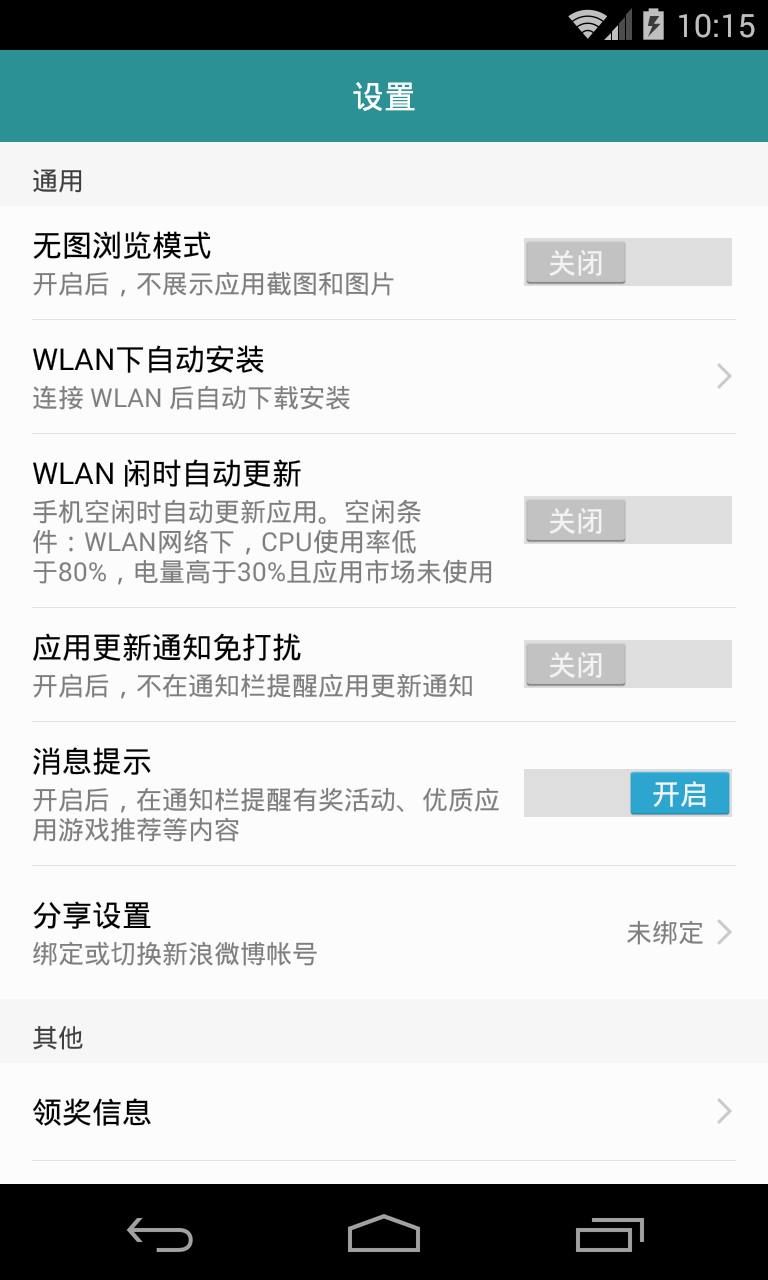 10:15
设置
通用
无图浏览模式
开启后，不展示应用截图和图片
关闭
WLAN下自动安装
连接 WLAN 后自动下载安装
WLAN 闲时自动更新
手机空闲时自动更新应用。空闲条
件：WLAN网络下，CPU使用率低
于80%，电量高于30%且应用市场未使用
关闭
应用更新通知免打扰
开启后，不在通知栏提醒应用更新通知
关闭
消息提示
开启后，在通知栏提醒有奖活动、优质应
用游戏推荐等内容
开启
分享设置
绑定或切换新浪微博帐号
未绑定
其他
领奖信息